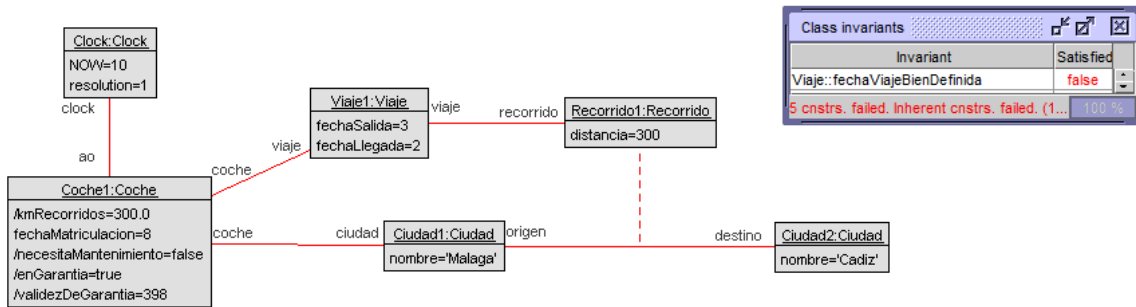 Clock:Clock
NOW=10
resolution=1
clock
ao
Viaje1:Viaje
fechaSalida=3
fechaLlegada=2
viaje
coche
viaje
recorrido
Recorrido1:Recorrido
distancia=300
Class invariants
Invariant
Satisfied
Viaje::fechaViajeBienDefinida
false
5 cnstrs. failed. Inherent cnstrs. failed. (1...
100 %
Coche1:Coche
/kmRecorridos=300.0
fechaMatriculacion=8
/necesitaMantenimiento=false
/enGarantia=true
/validezDeGarantia=398
coche
ciudad
Ciudad1:Ciudad
nombre='Malaga'
origen
destino
Ciudad2:Ciudad
nombre='Cadiz'